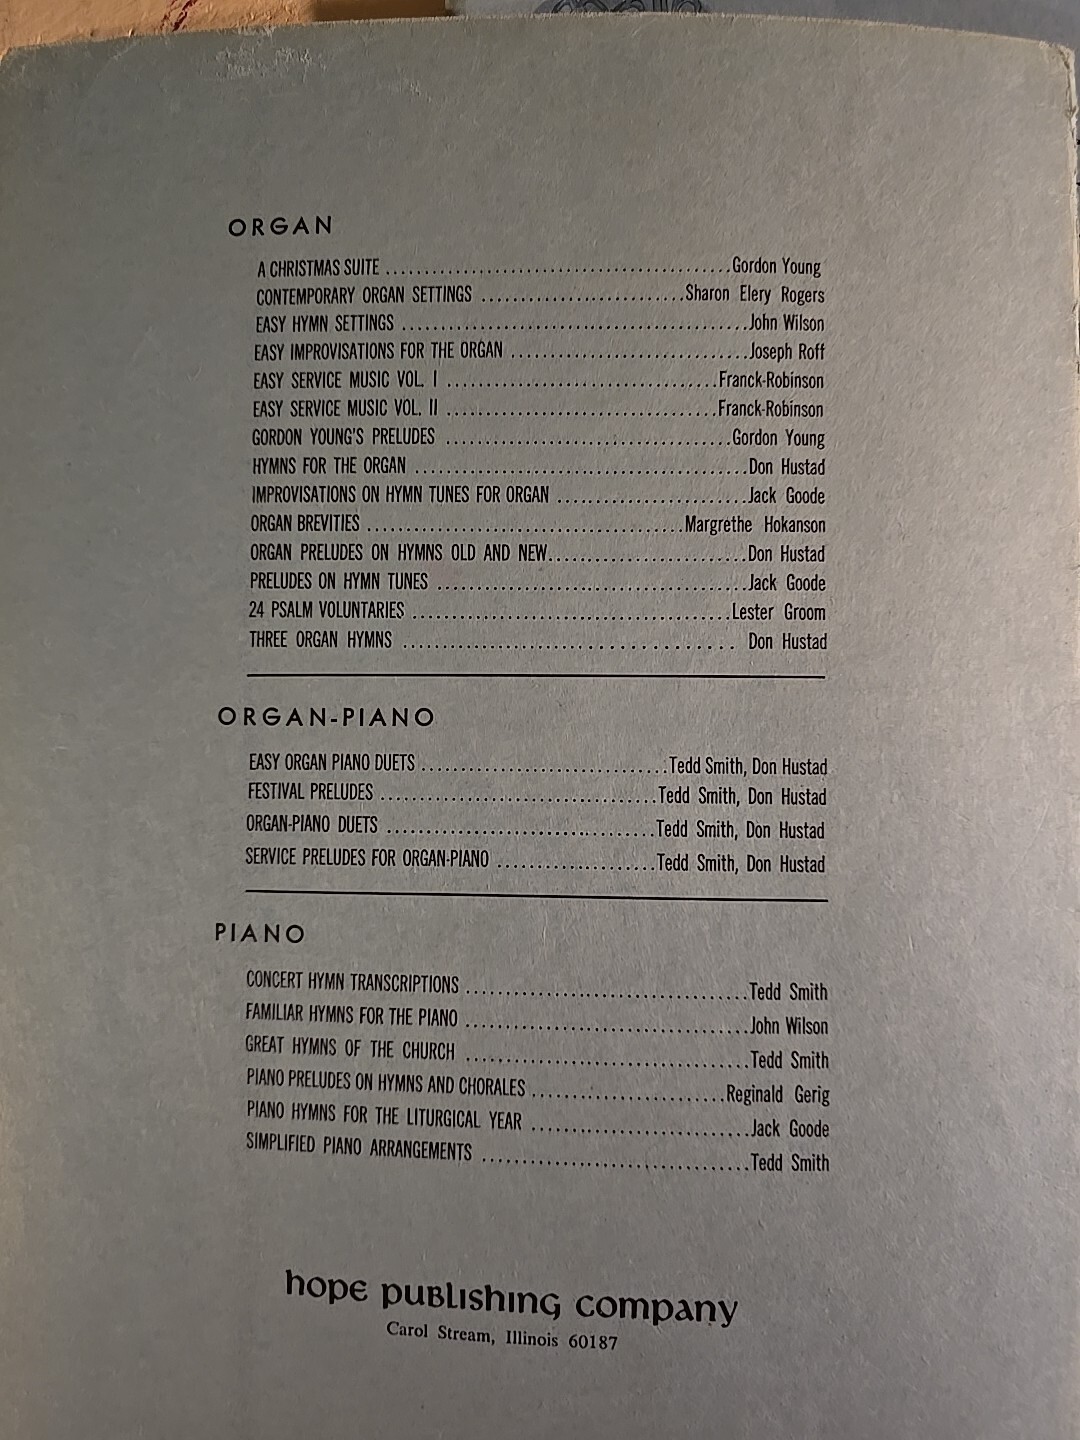 ORGAN
A CHRISTMAS SUITE ............................................. Gordon Young
CONTEMPORARY ORGAN SETTINGS .......................... Sharon Elery Rogers
EASY HYMN SETTINGS ............................................. John Wilson
EASY IMPROVISATIONS FOR THE ORGAN ............................... Joseph Roff
EASY SERVICE MUSIC VOL. I ................................... Franck-Robinson
EASY SERVICE MUSIC VOL. II ................................... Franck-Robinson
GORDON YOUNG'S PRELUDES ..................................... Gordon Young
HYMNS FOR THE ORGAN ........................................... Don Hustad
IMPROVISATIONS ON HYMN TUNES FOR ORGAN ......................... Jack Goode
ORGAN BREVITIES ......................................... Margrethe Hokanson
ORGAN PRELUDES ON HYMNS OLD AND NEW.......................... Don Hustad
PRELUDES ON HYMN TUNES ........................................ Jack Goode
24 PSALM VOLUNTARIES ......................................... Lester Groom
THREE ORGAN HYMNS ........................................ Don Hustad
ORGAN-PIANO
EASY ORGAN PIANO DUETS ................................ Tedd Smith, Don Hustad
FESTIVAL PRELUDES .................................... Tedd Smith, Don Hustad
ORGAN-PIANO DUETS ................................... Tedd Smith, Don Hustad
SERVICE PRELUDES FOR ORGAN-PIANO ..................... Tedd Smith, Don Hustad
PIANO
CONCERT HYMN TRANSCRIPTIONS ..................................... Tedd Smith
FAMILIAR HYMNS FOR THE PIANO ..................................... John Wilson
GREAT HYMNS OF THE CHURCH ..................................... Tedd Smith
PIANO PRELUDES ON HYMNS AND CHORALES ......................... Reginald Gerig
PIANO HYMNS FOR THE LITURGICAL YEAR ............................. Jack Goode
SIMPLIFIED PIANO ARRANGEMENTS ................................... Tedd Smith
hope publishing company
Carol Stream, Illinois 60187